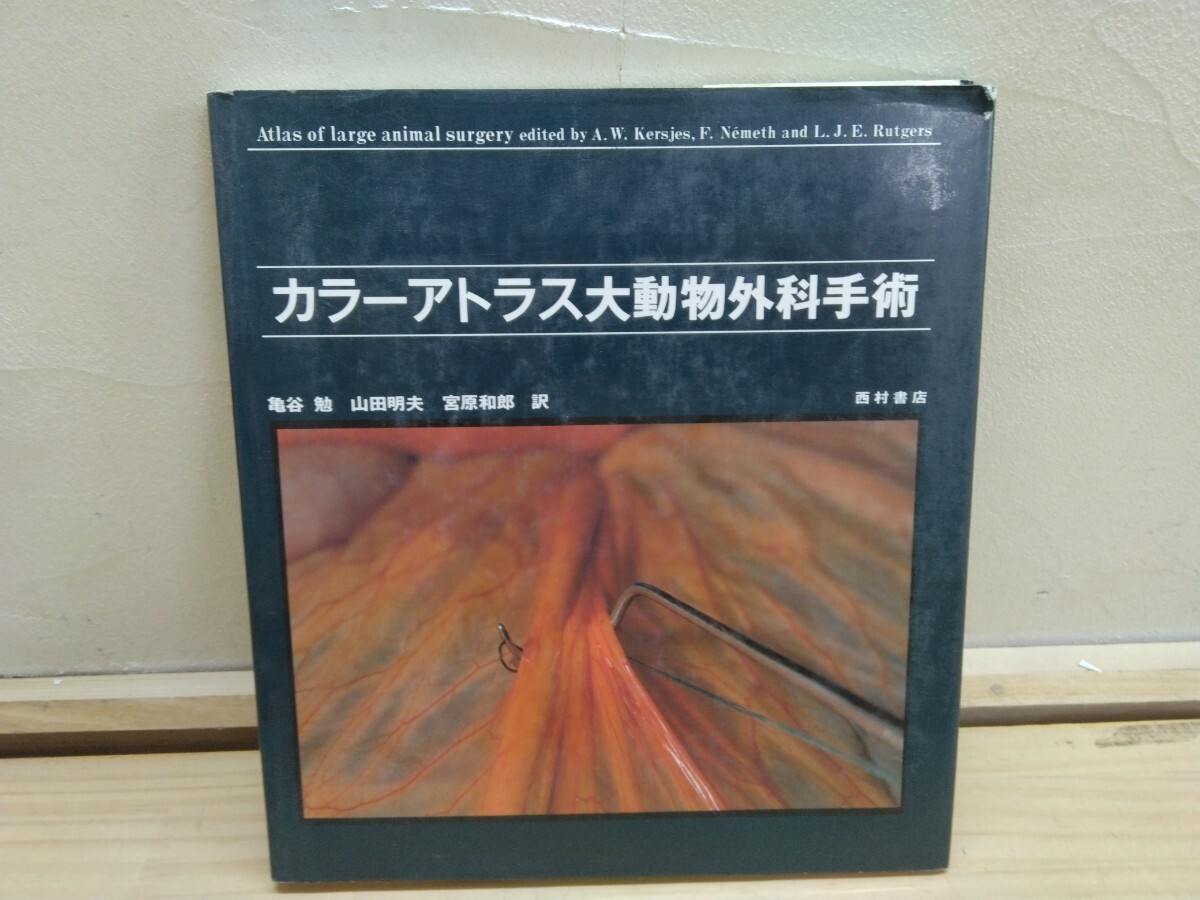 Atlas of large animal surgery edited by A.W. Kersjes, F. Németh and L.J.E. Rutgers
カラーアトラス大動物外科手術
亀谷 勉 山田明夫 宮原和郎 訳
西村書店